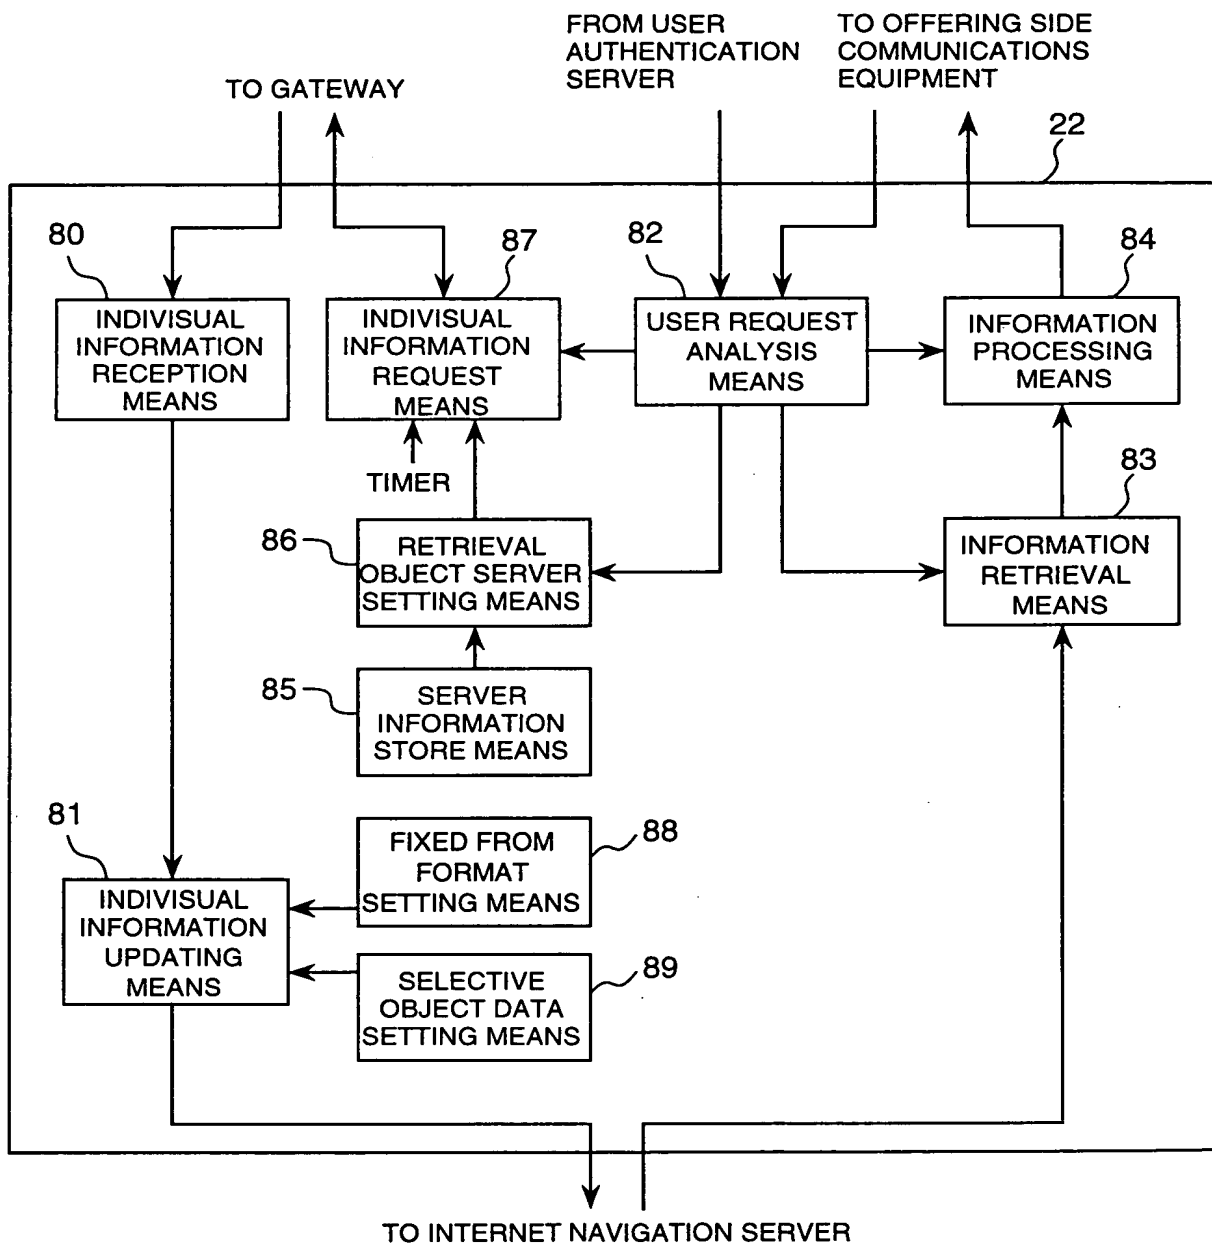 FROM USER
AUTHENTICATION
SERVER
TO OFFERING SIDE
COMMUNICATIONS
EQUIPMENT
TO GATEWAY
22
80
87
82
84
INDIVISUAL
INFORMATION
RECEPTION
MEANS
INDIVISUAL
INFORMATION
REQUEST
MEANS
USER REQUEST
ANALYSIS
MEANS
INFORMATION
PROCESSING
MEANS
TIMER
83
86
RETRIEVAL
OBJECT SERVER
SETTING MEANS
INFORMATION
RETRIEVAL
MEANS
85
SERVER
INFORMATION
STORE MEANS
81
88
FIXED FROM
FORMAT
SETTING MEANS
INDIVISUAL
INFORMATION
UPDATING
MEANS
89
SELECTIVE
OBJECT DATA
SETTING MEANS
TO INTERNET NAVIGATION SERVER